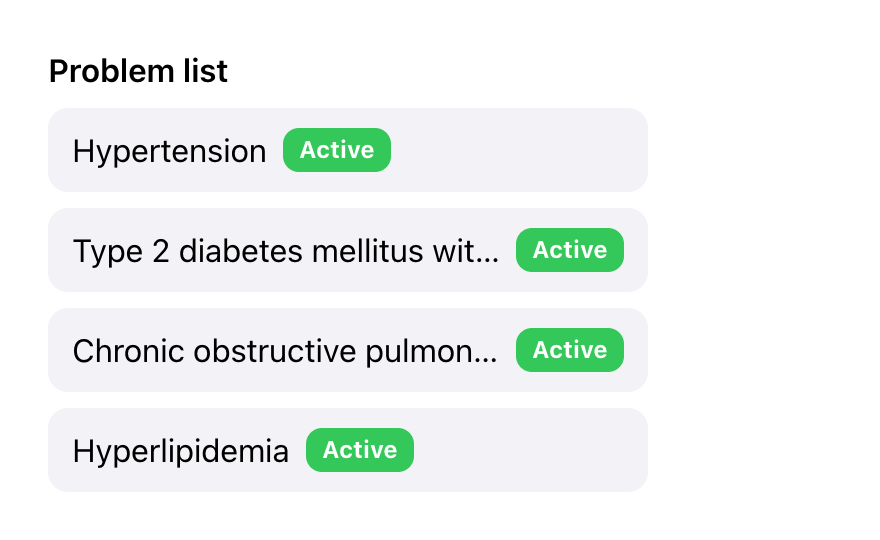 Problem list
Hypertension Active
Type 2 diabetes mellitus wit... Active
Chronic obstructive pulmon... Active
Hyperlipidemia Active